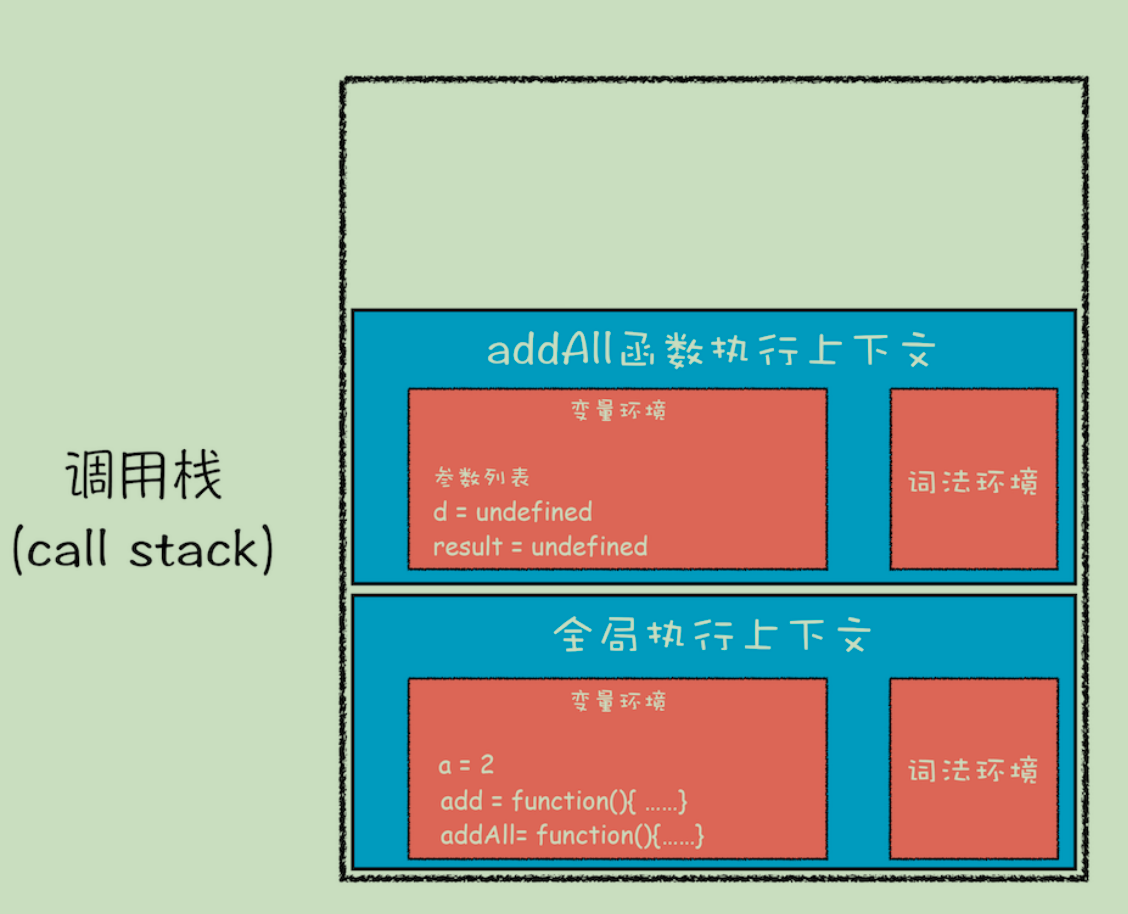 调用栈
(call stack)
addAll函数执行上下文
变量环境
参数列表
d = undefined
result = undefined
词法环境
全局执行上下文
变量环境
a = 2
add = function(){ ......}
addAll= function(){......}
词法环境